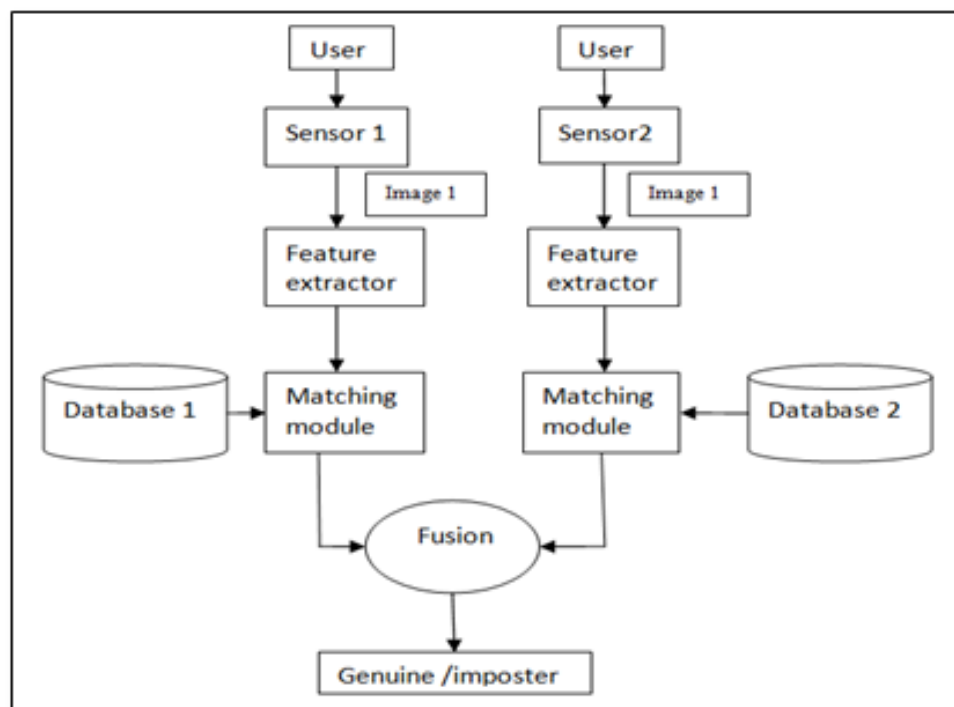 User
User
Sensor 1
Sensor2
Image 1
Image 1
Feature
extractor
Feature
extractor
Database 1
Matching
module
Matching
module
Database 2
Fusion
Genuine /imposter